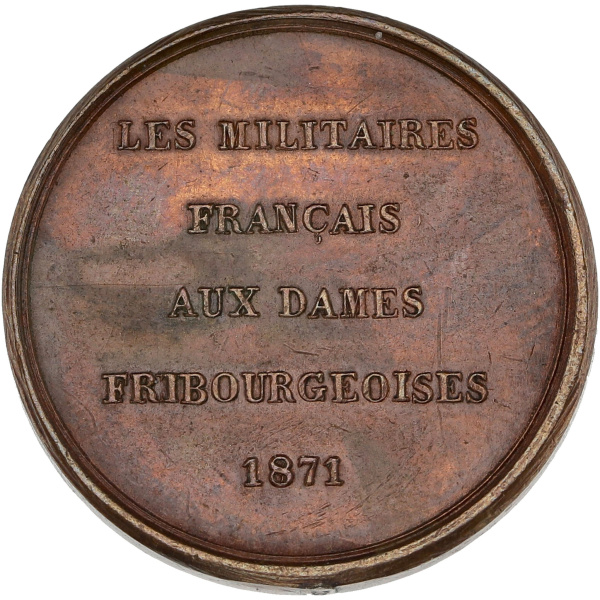 LES MILITAIRES
FRANÇAIS
AUX DAMES
FRIBOURGEOISES
1871